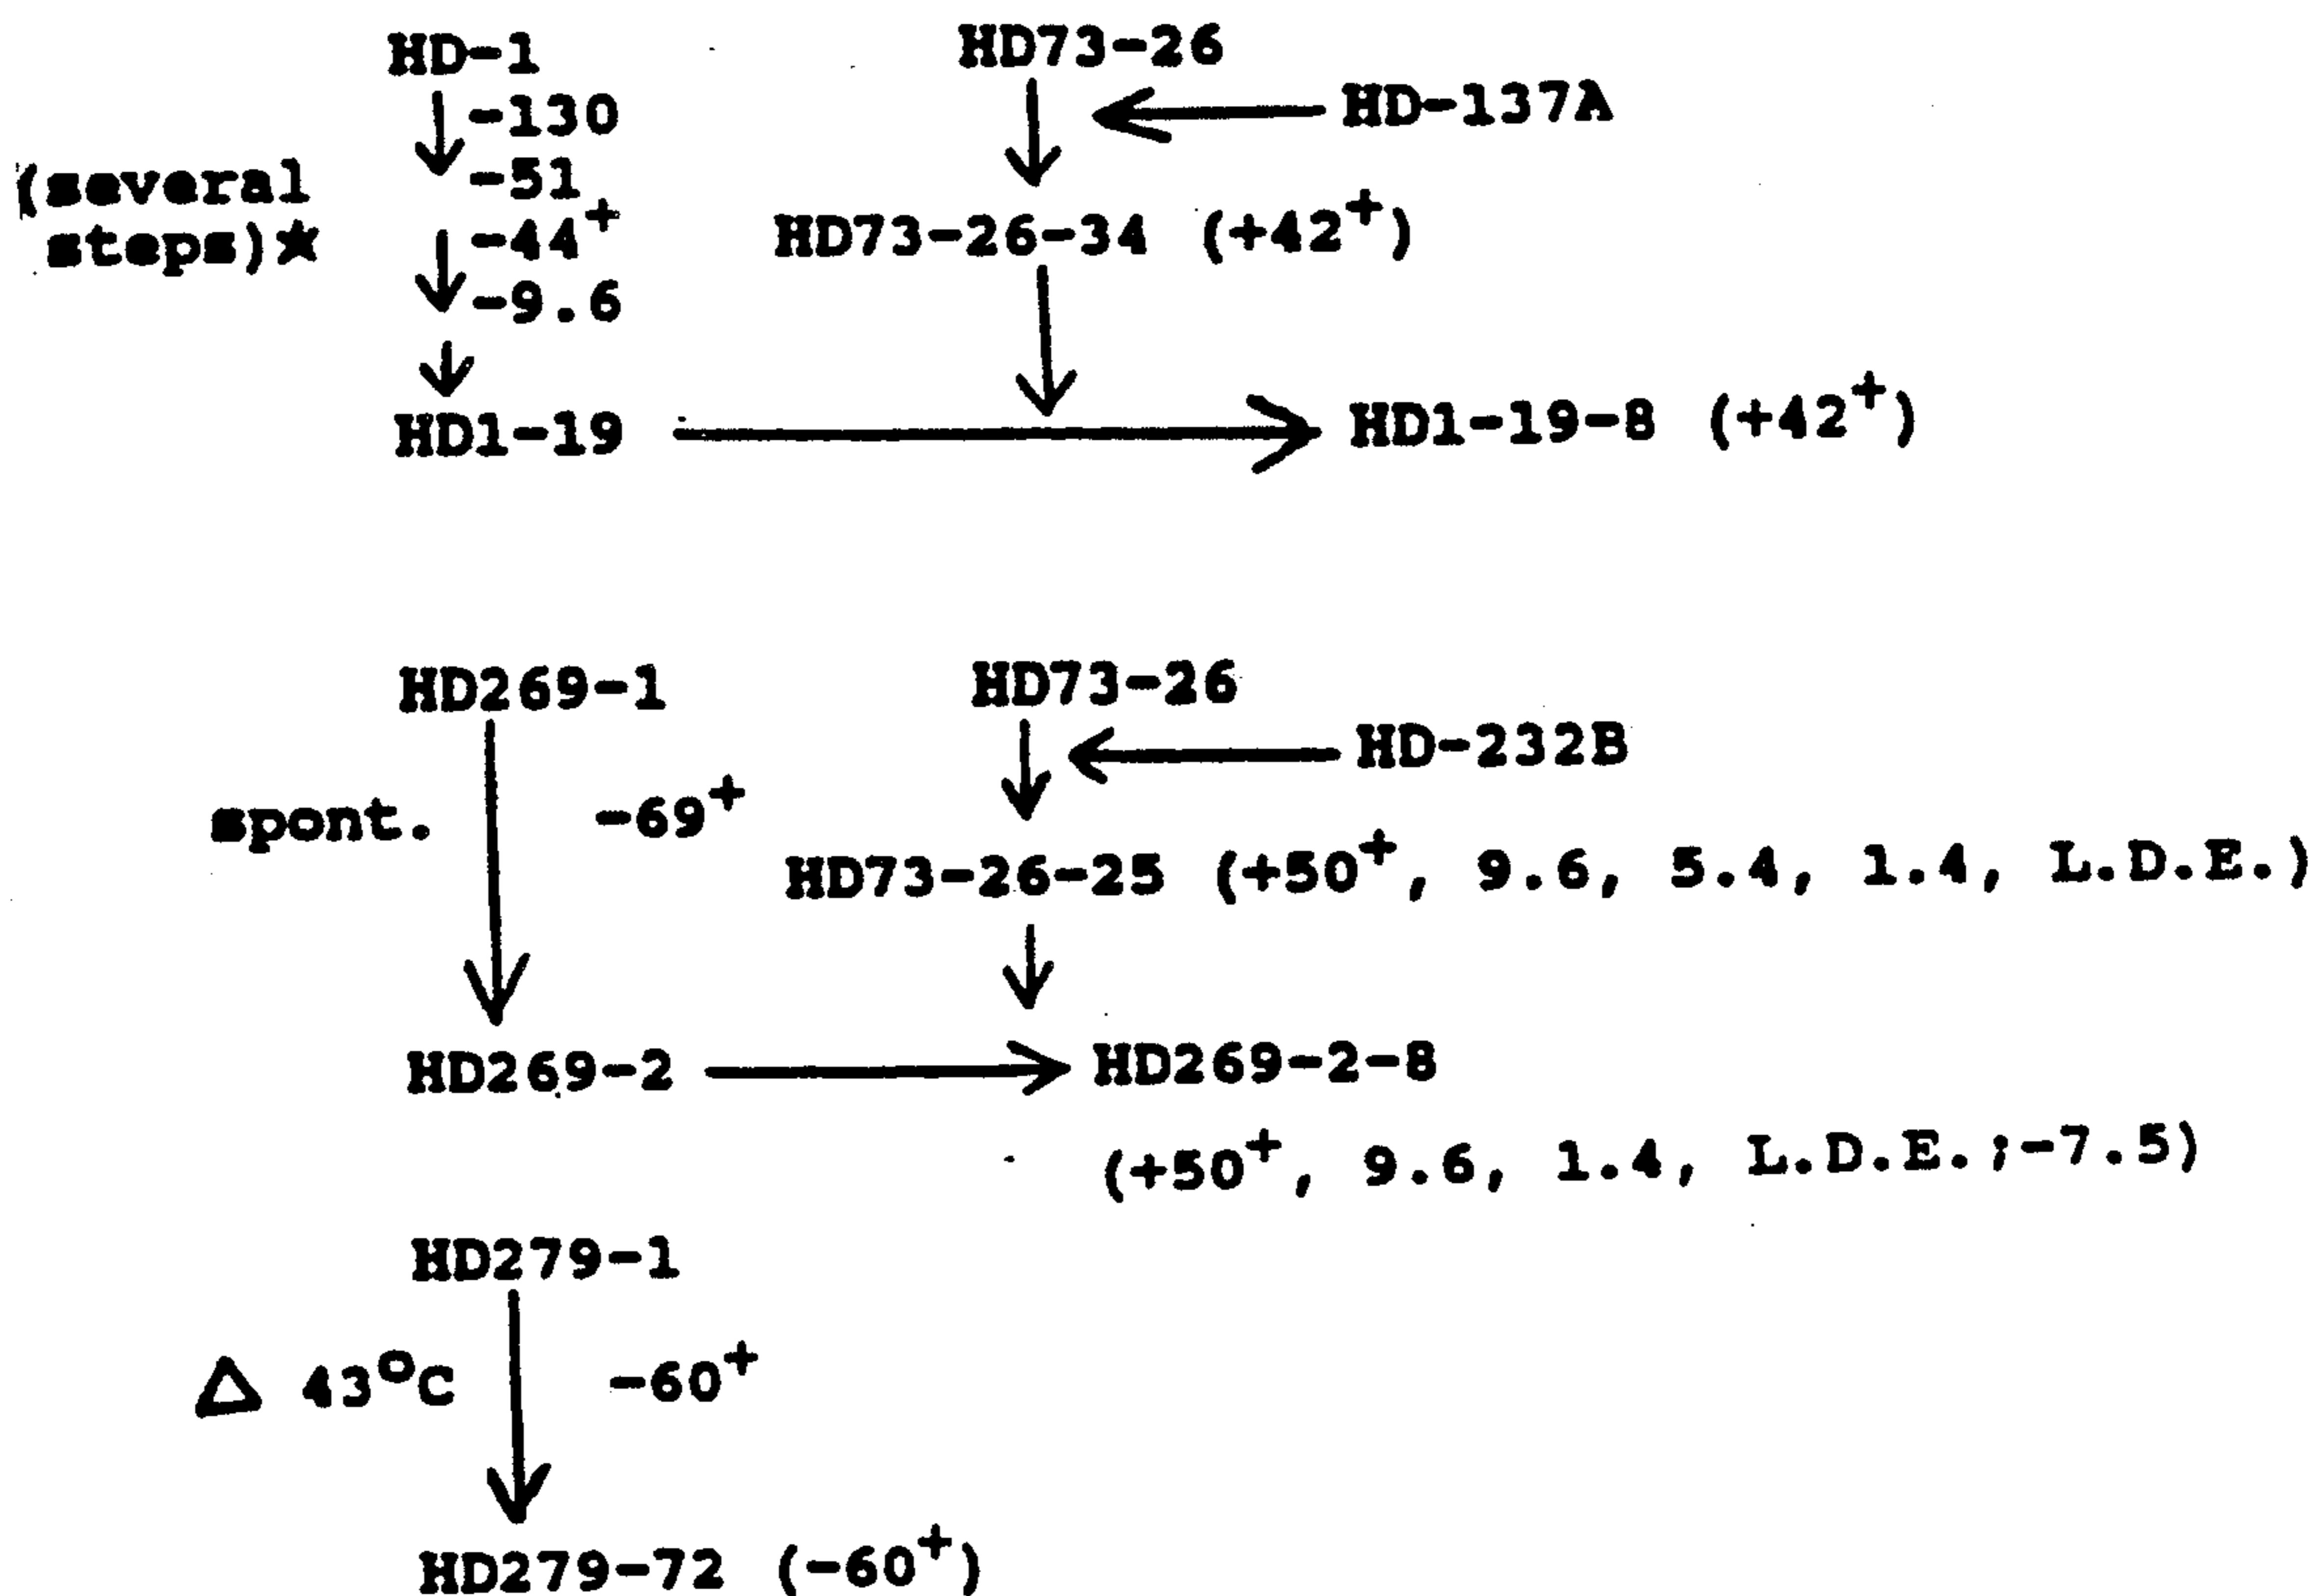 HD-1
HD73-26
-130
HD-137A
(several
steps)*
-51
-44+
HD73-26-34 (+42+)
-9.6
HD1-19
HD1-19-8 (+42+)
HD269-1
HD73-26
HD-232B
spont.
-69+
HD73-26-25 (+50+, 9.6, 5.4, 1.4, L.D.E.)
HD269-2
HD269-2-8
(+50+, 9.6, 1.4, L.D.E.;-7.5)
HD279-1
Δ 43°C
-60+
HD279-72 (-60+)